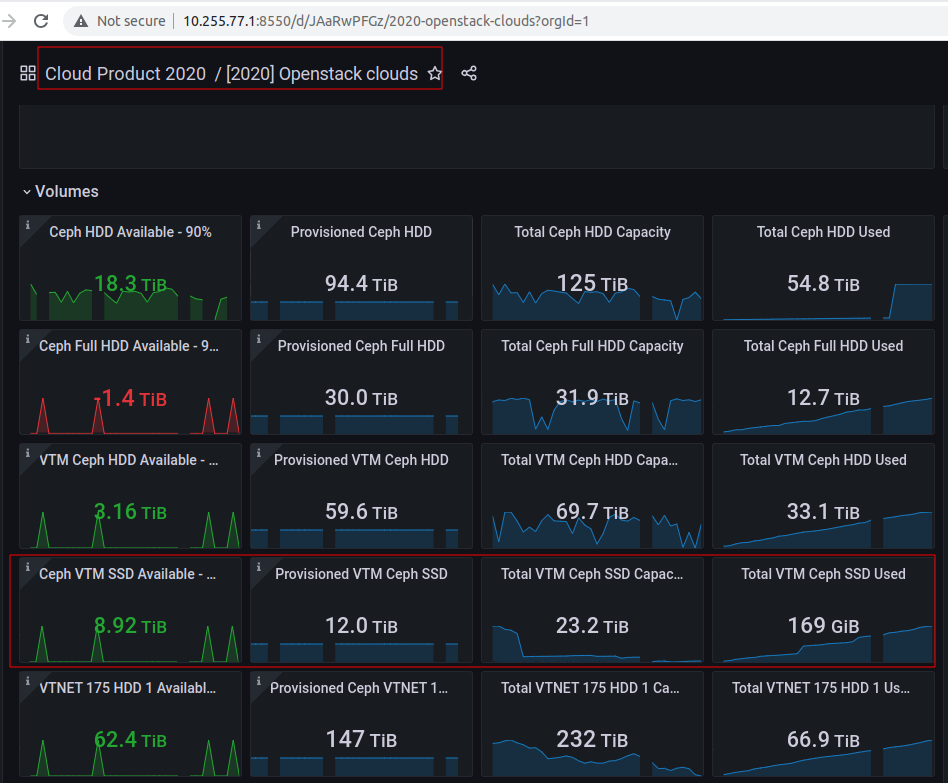 Not secure 10.255.77.1:8550/d/JAaRwPFGz/2020-openstack-clouds?orgId=1
Cloud Product 2020 / [2020] Openstack clouds
Volumes
Ceph HDD Available - 90%
18.3 TiB
Provisioned Ceph HDD
94.4 TiB
Total Ceph HDD Capacity
125 TiB
Total Ceph HDD Used
54.8 TiB
Ceph Full HDD Available - 9...
-1.4 TiB
Provisioned Ceph Full HDD
30.0 TiB
Total Ceph Full HDD Capacity
31.9 TiB
Total Ceph Full HDD Used
12.7 TiB
VTM Ceph HDD Available - ...
3.16 TiB
Provisioned VTM Ceph HDD
59.6 TiB
Total VTM Ceph HDD Capa...
69.7 TiB
Total VTM Ceph HDD Used
33.1 TiB
Ceph VTM SSD Available - ...
8.92 TiB
Provisioned VTM Ceph SSD
12.0 TiB
Total VTM Ceph SSD Capac...
23.2 TiB
Total VTM Ceph SSD Used
169 GiB
VTNET 175 HDD 1 Availabl...
62.4 TiB
Provisioned Ceph VTNET 1...
147 TiB
Total VTNET 175 HDD 1 Ca...
232 TiB
Total VTNET 175 HDD 1 Us...
66.9 TiB